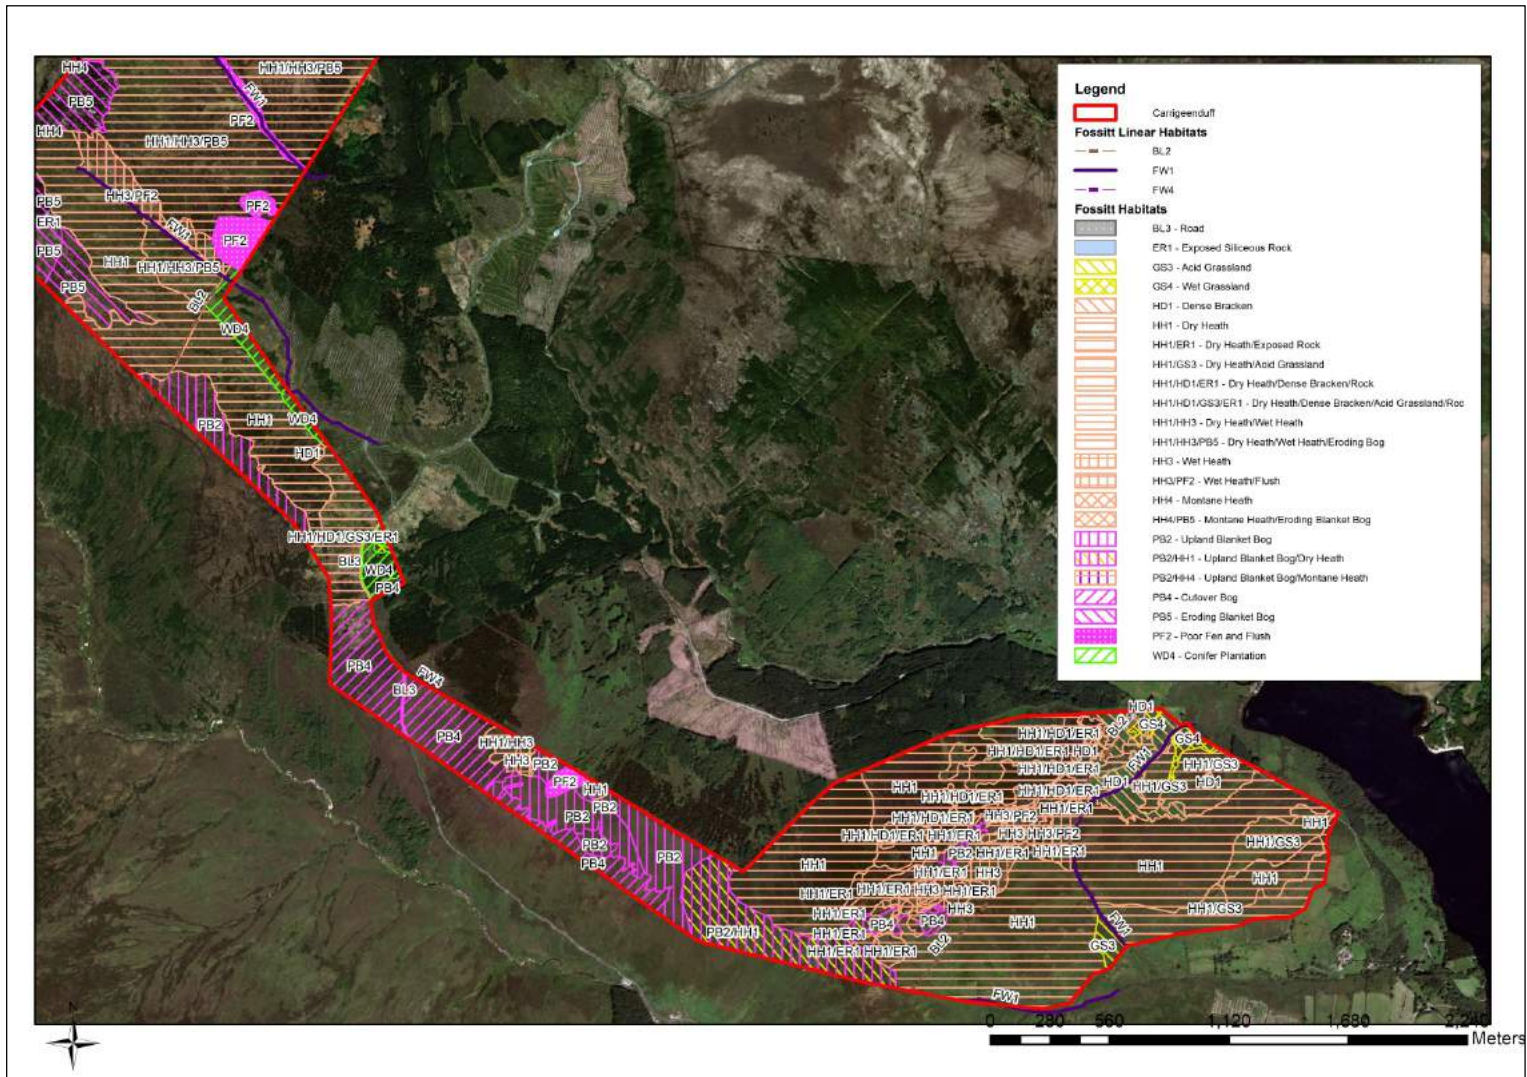 HH4
HH1/HH3/PB5
PB5
FW1
PF2
HH4
HH1/HH3/PB5
PB5
HH3/PF2
PF2
ER1
FW1
PF2
PB5
HH1
HH1/HH3/PB5
PB5
BL2
WD4
PB2
HH1
WD4
HD1
HH1/HD1/GS3/ER1
BL3
WD4
PB4
PB4
FW4
BL3
PB4
HH1/HH3
HH3
PB2
PF2
HH1
PB2
PB2
PB2
PB2
PB4
PB2/HH1
HD1
BL2
GS4
HH1/HD1/ER1
GS4
HH1/HD1/ER1
HD1
FW1
HH1/GS3
HH1/HD1/ER1
HH1
HH1/HD1/ER1
HD1
HH1/GS3
HD1
HH1/HD1/ER1
HH1/ER1
HH1/HD1/ER1
HH3/PF2
HH1
HH1/HD1/ER1
HH1/ER1
HH3
HH3/PF2
HH1/GS3
HH1
PB2
HH1/ER1
HH1/ER1
HH1
HH1/ER1
HH3
HH1
HH1
HH1/ER1
HH1/ER1
HH3
HH1/ER1
HH1/ER1
PB4
PB4
HH3
HH1
HH1/GS3
HH1/ER1
BL2
FW1
HH1/ER1
HH1/ER1
GS3
FW1
Legend
Carrigeenduff
Fossitt Linear Habitats
BL2
FW1
FW4
Fossitt Habitats
BL3 - Road
ER1 - Exposed Siliceous Rock
GS3 - Acid Grassland
GS4 - Wet Grassland
HD1 - Dense Bracken
HH1 - Dry Heath
HH1/ER1 - Dry Heath/Exposed Rock
HH1/GS3 - Dry Heath/Acid Grassland
HH1/HD1/ER1 - Dry Heath/Dense Bracken/Rock
HH1/HD1/GS3/ER1 - Dry Heath/Dense Bracken/Acid Grassland/Roc
HH1/HH3 - Dry Heath/Wet Heath
HH1/HH3/PB5 - Dry Heath/Wet Heath/Eroding Bog
HH3 - Wet Heath
HH3/PF2 - Wet Heath/Flush
HH4 - Montane Heath
HH4/PB5 - Montane Heath/Eroding Blanket Bog
PB2 - Upland Blanket Bog
PB2/HH1 - Upland Blanket Bog/Dry Heath
PB2/HH4 - Upland Blanket Bog/Montane Heath
PB4 - Cutover Bog
PB5 - Eroding Blanket Bog
PF2 - Poor Fen and Flush
WD4 - Conifer Plantation
0 280 560 1,120 1,680 2,240
Meters